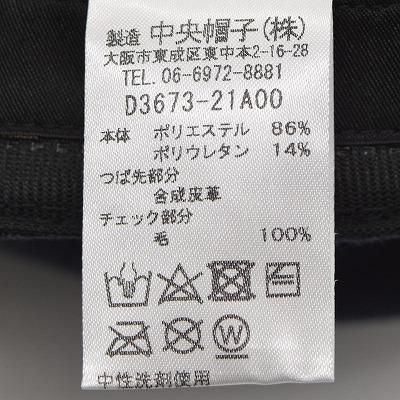 製造 中央帽子(株)
大阪市東成区東中本2-16-28
TEL. 06-6972-8881
D3673-21A00
本体 ポリエステル 86%
ポリウレタン 14%
つば先部分
合成皮革
チェック部分
毛 100%
W
中性洗剤使用